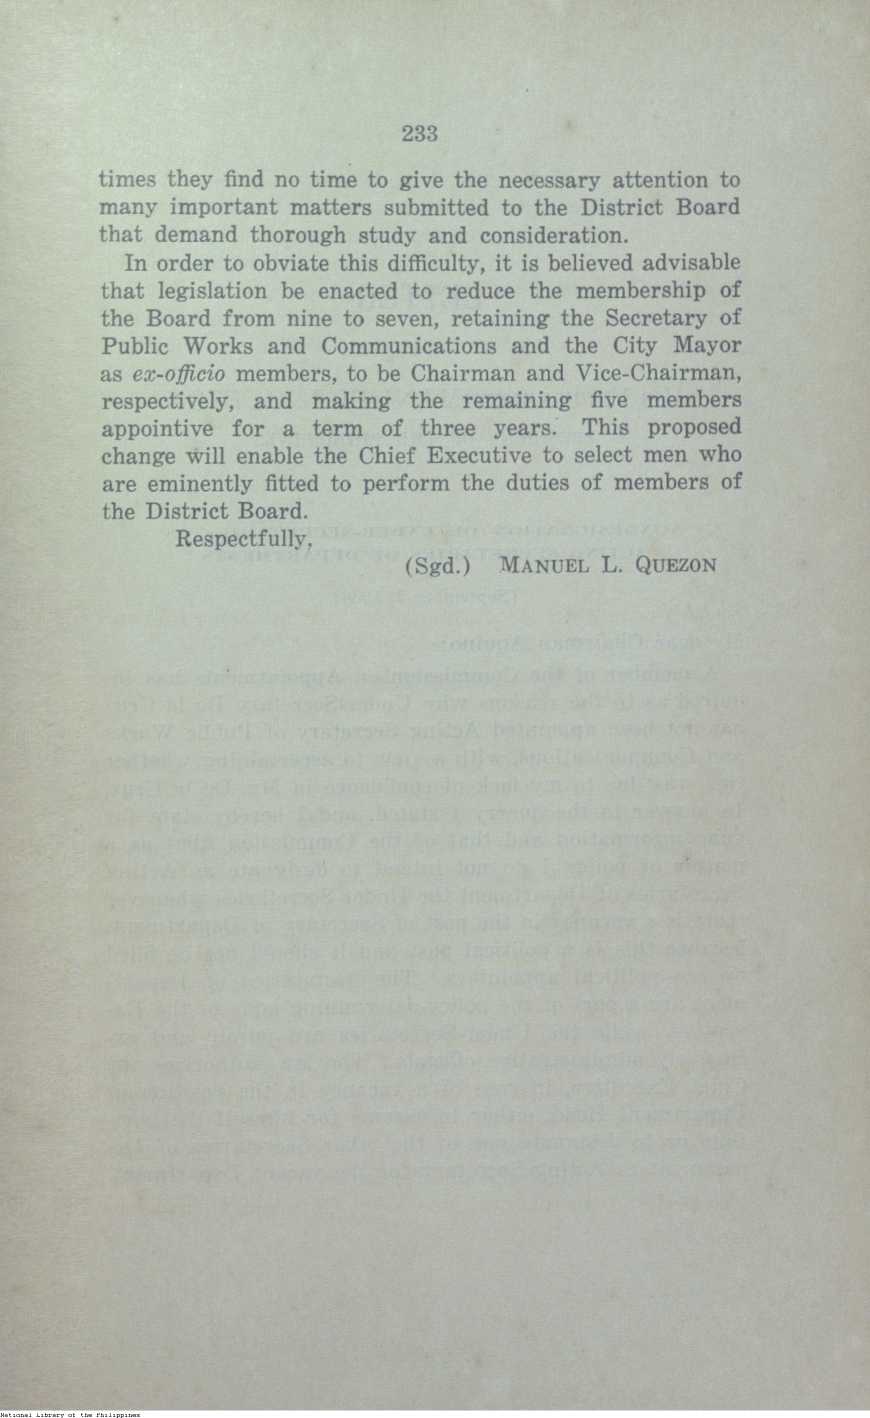 233
times they find no time to give the necessary attention to
many important matters submitted to the District Board
that demand thorough study and consideration.
In order to obviate this difficulty, it is believed advisable
that legislation be enacted to reduce the membership of
the Board from nine to seven, retaining the Secretary of
Public Works and Communications and the City Mayor
as ex-officio members, to be Chairman and Vice-Chairman,
respectively, and making the remaining five members
appointive for a term of three years. This proposed
change will enable the Chief Executive to select men who
are eminently fitted to perform the duties of members of
the District Board.
Respectfully,
(Sgd.) MANUEL L. QUEZON
National Library of the Philippines